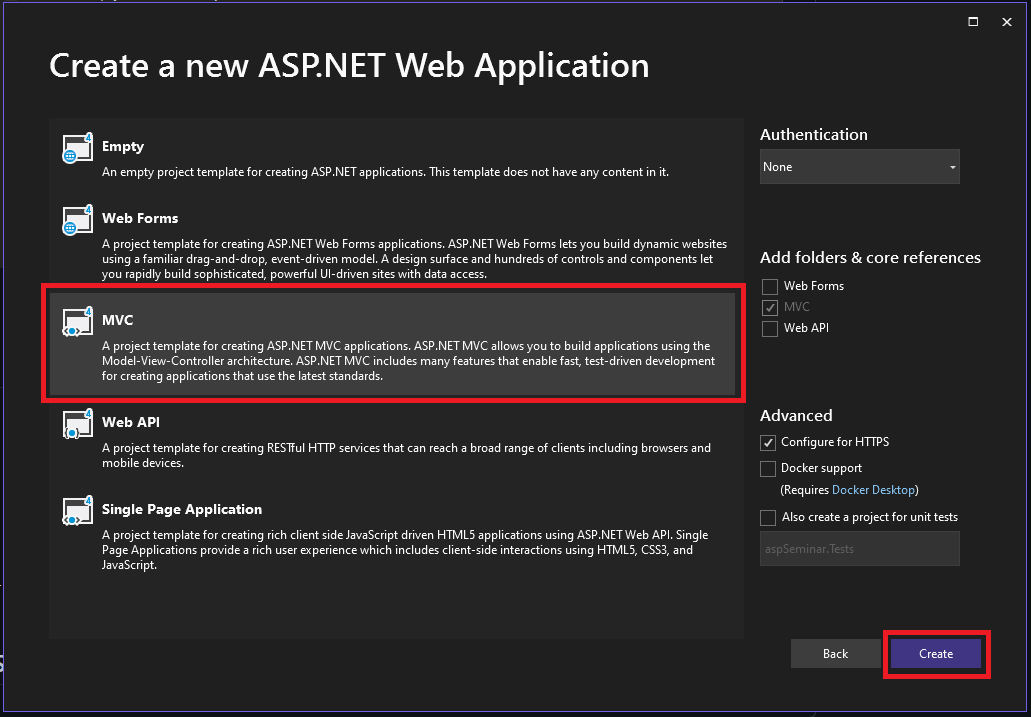 Create a new ASP.NET Web Application
Empty
An empty project template for creating ASP.NET applications. This template does not have any content in it.
Web Forms
A project template for creating ASP.NET Web Forms applications. ASP.NET Web Forms lets you build dynamic websites
using a familiar drag-and-drop, event-driven model. A design surface and hundreds of controls and components let
you rapidly build sophisticated, powerful UI-driven sites with data access.
MVC
A project template for creating ASP.NET MVC applications. ASP.NET MVC allows you to build applications using the
Model-View-Controller architecture. ASP.NET MVC includes many features that enable fast, test-driven development
for creating applications that use the latest standards.
Web API
A project template for creating RESTful HTTP services that can reach a broad range of clients including browsers and
mobile devices.
Single Page Application
A project template for creating rich client side JavaScript driven HTML5 applications using ASP.NET Web API. Single
Page Applications provide a rich user experience which includes client-side interactions using HTML5, CSS3, and
JavaScript.
Authentication
None
Add folders & core references
Web Forms
MVC
Web API
Advanced
Configure for HTTPS
Docker support
(Requires Docker Desktop)
Also create a project for unit tests
aspSeminar.Tests
Back
Create